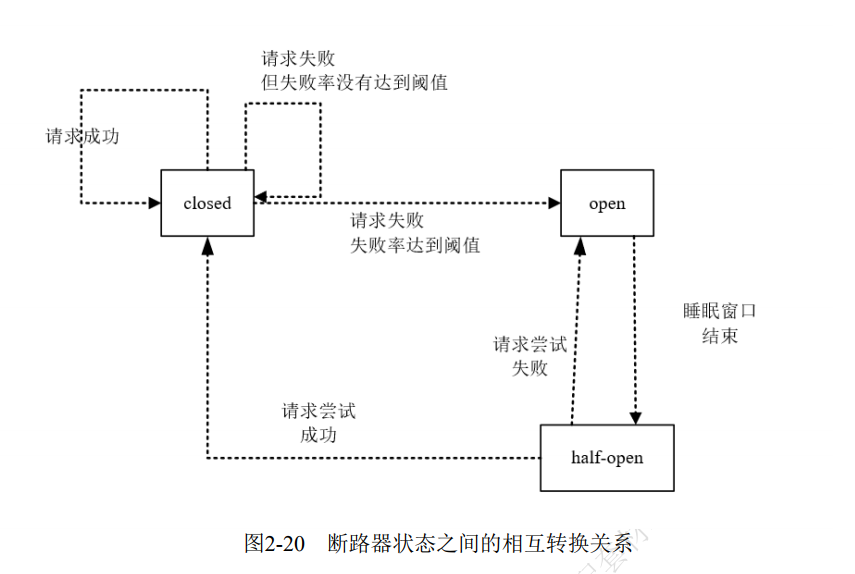 请求失败
但失败率没有达到阈值
请求成功
closed
open
请求失败
失败率达到阈值
睡眠窗口
结束
请求尝试
失败
请求尝试
成功
half-open
图2-20 断路器状态之间的相互转换关系